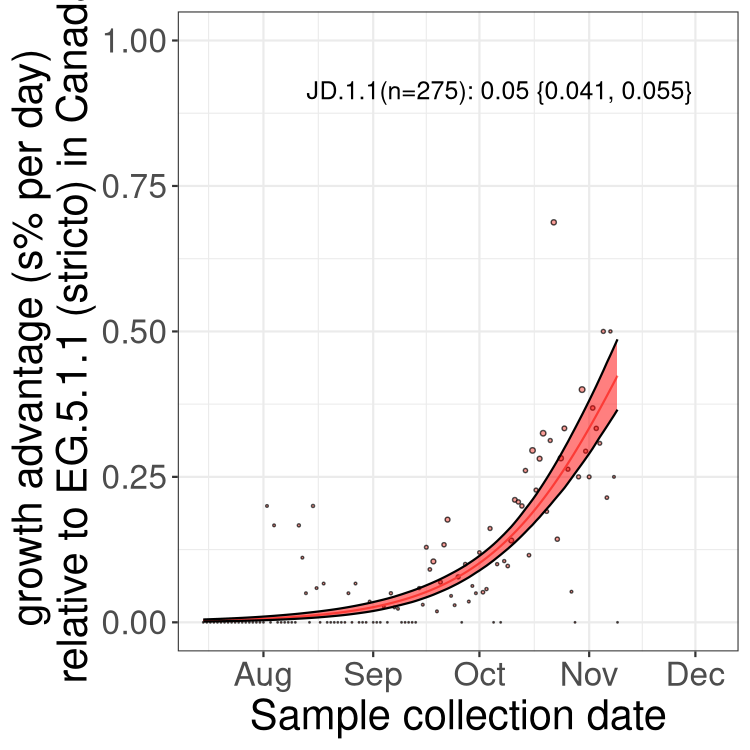 growth advantage (s% per day)
relative to EG.5.1.1 (stricto) in Canada
1.00
0.75
0.50
0.25
0.00
JD.1.1(n=275): 0.05 {0.041, 0.055}
Aug Sep Oct Nov Dec
Sample collection date